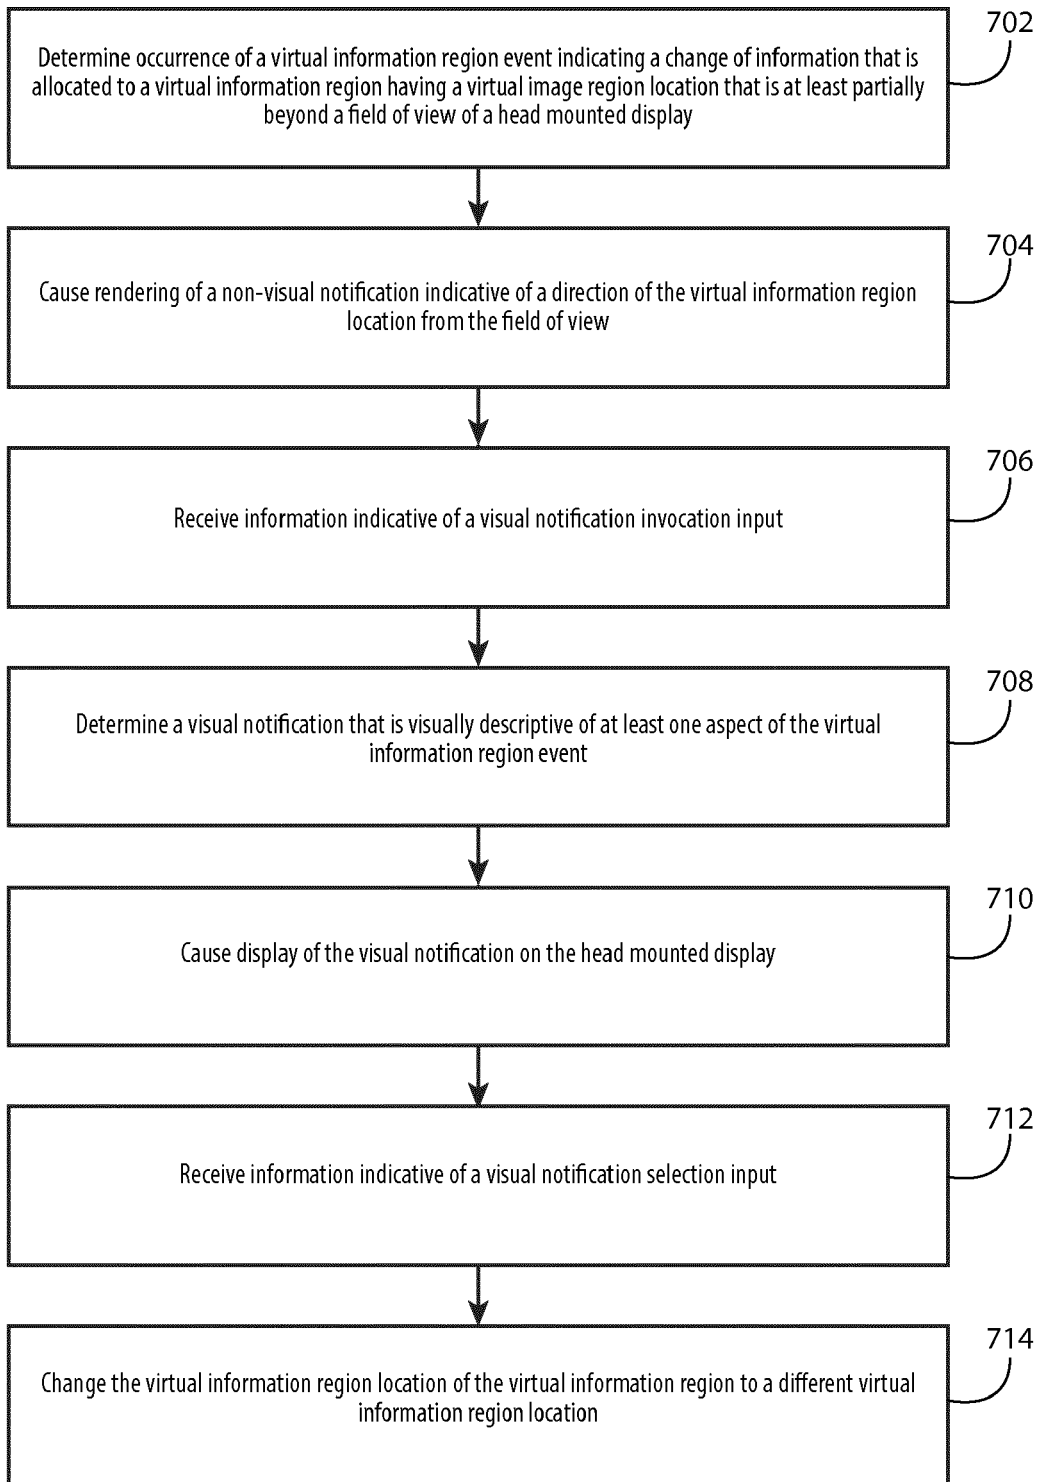 702
Determine occurrence of a virtual information region event indicating a change of information that is
allocated to a virtual information region having a virtual image region location that is at least partially
beyond a field of view of a head mounted display
704
Cause rendering of a non-visual notification indicative of a direction of the virtual information region
location from the field of view
706
Receive information indicative of a visual notification invocation input
708
Determine a visual notification that is visually descriptive of at least one aspect of the virtual
information region event
710
Cause display of the visual notification on the head mounted display
712
Receive information indicative of a visual notification selection input
714
Change the virtual information region location of the virtual information region to a different virtual
information region location